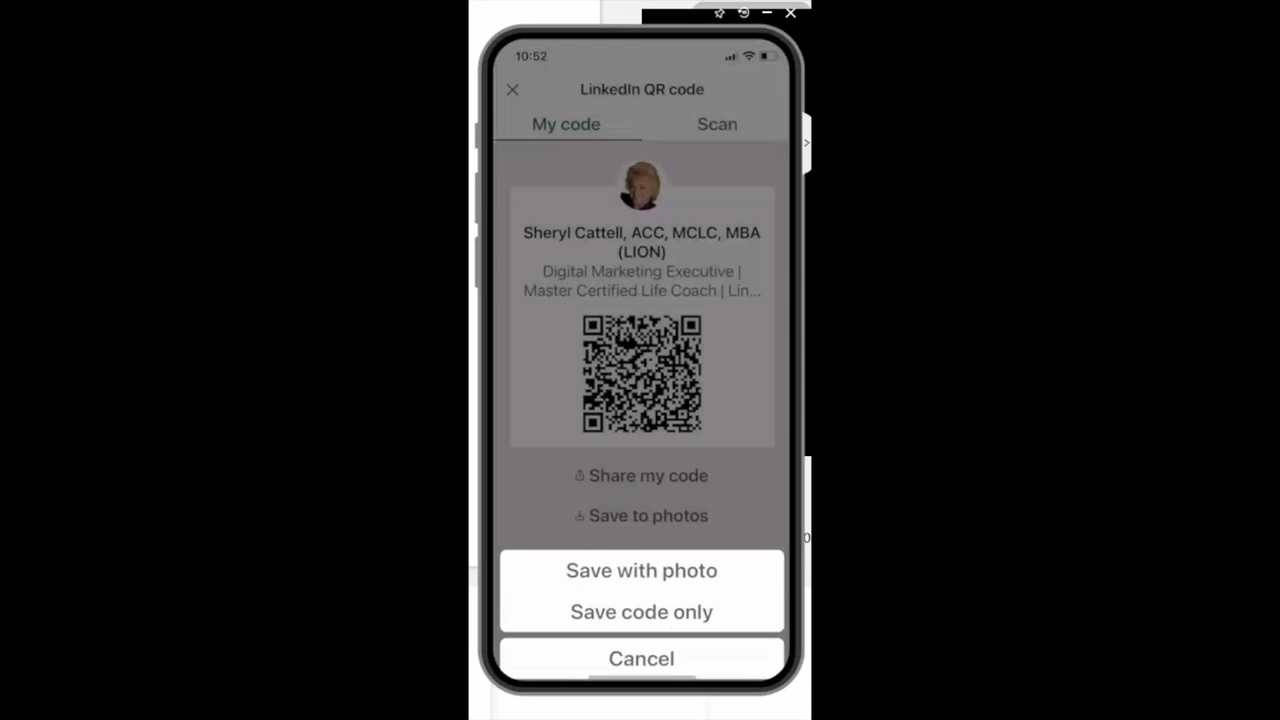 10:52
LinkedIn QR code
My code
Scan
Sheryl Cattell, ACC, MCLC, MBA
(LION)
Digital Marketing Executive |
Master Certified Life Coach | Lin...
Share my code
Save to photos
0
Save with photo
Save code only
Cancel